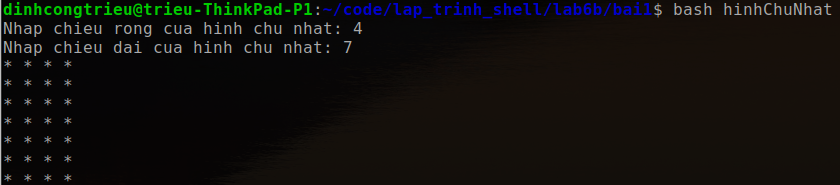 dinhcongtrieu@trieu-ThinkPad-P1:~/code/lap_trinh_shell/lab6b/bai1$ bash hinhChuNhat
Nhap chieu rong cua hinh chu nhat: 4
Nhap chieu dai cua hinh chu nhat: 7
* * * *
* * * *
* * * *
* * * *
* * * *
* * * *
* * * *